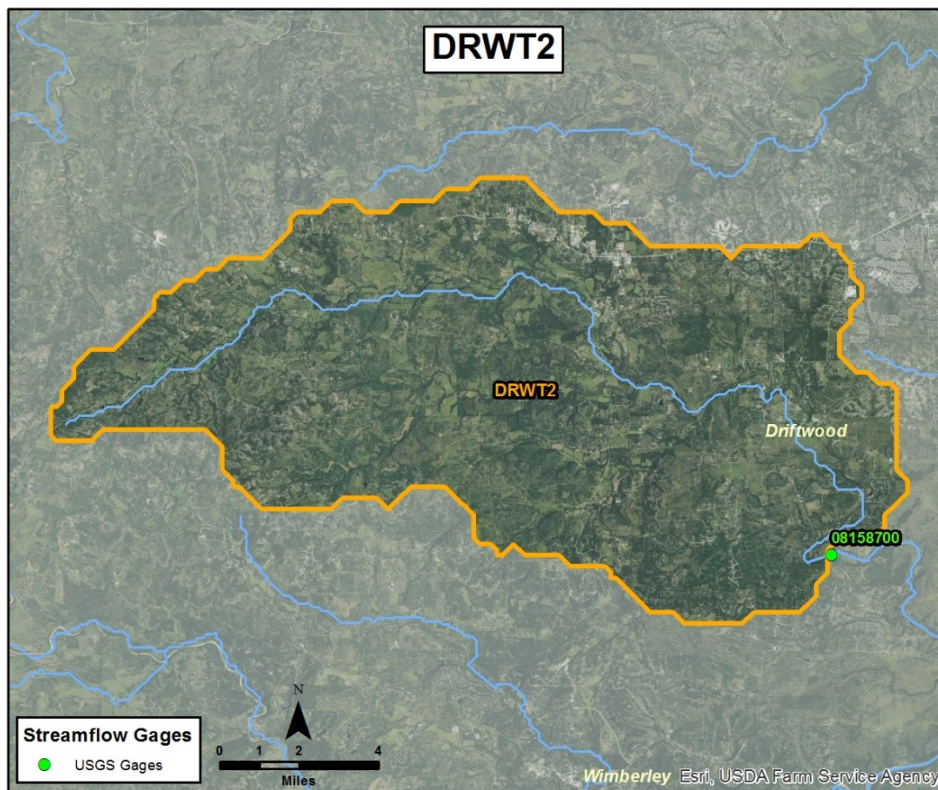 DRWT2
DRWT2
Driftwood
08158700
N
Streamflow Gages
USGS Gages
0 1 2 4
Miles
Wimberley Esri, USDA Farm Service Agency